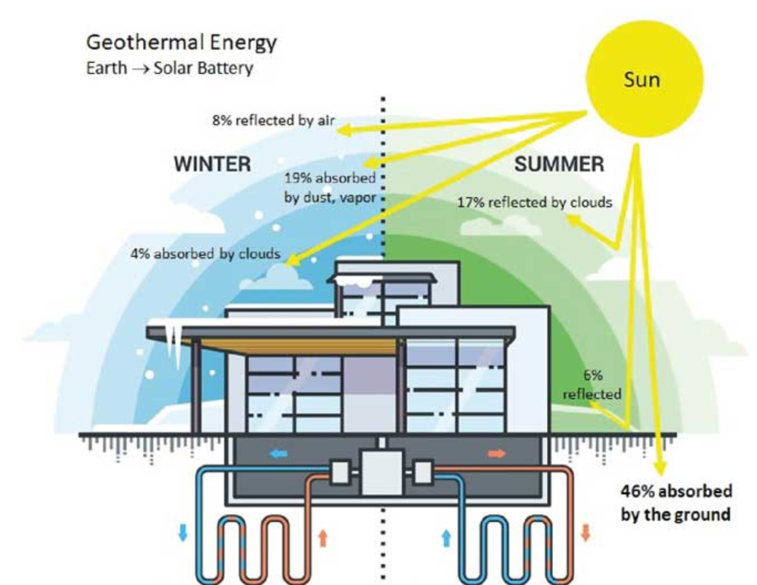 Geothermal Energy
Earth → Solar Battery
Sun
8% reflected by air
WINTER
SUMMER
19% absorbed
by dust, vapor
17% reflected by clouds
4% absorbed by clouds
6%
reflected
46% absorbed
by the ground